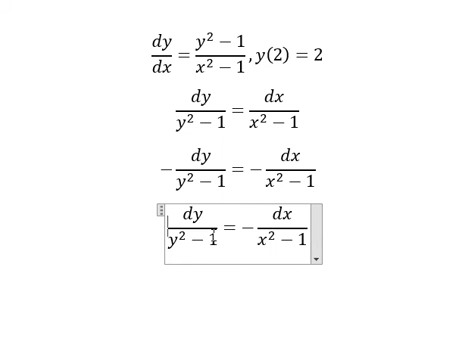 dy/dx = (y² − 1)/(x² − 1), y(2) = 2
dy/(y² − 1) = dx/(x² − 1)
− dy/(y² − 1) = − dx/(x² − 1)
dy/(y² − 1) = − dx/(x² − 1)